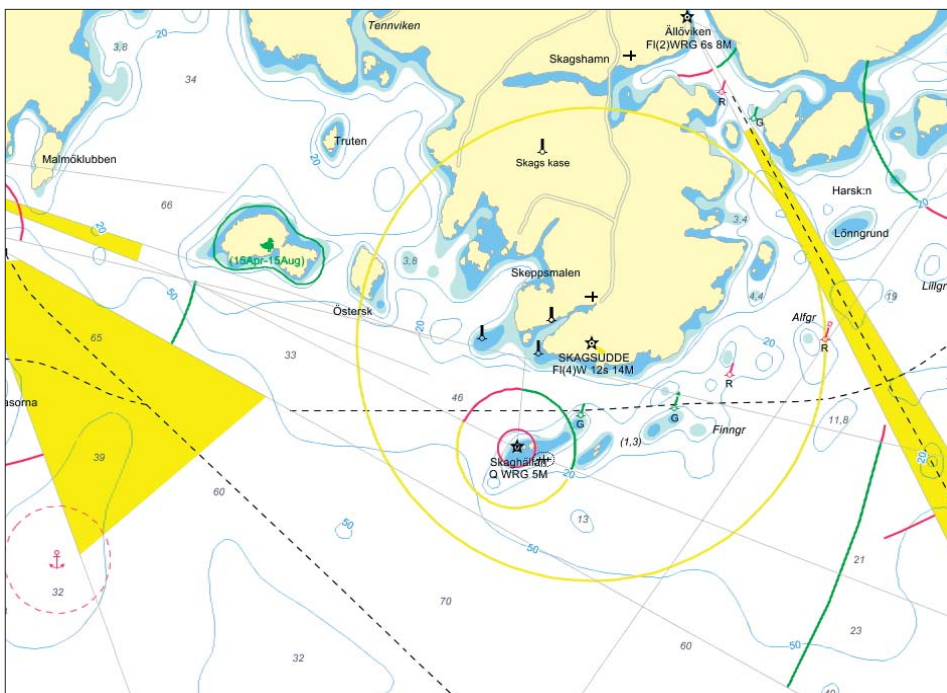 Tennviken
20
3,8
34
Ällöviken
Fl(2)WRG 6s 8M
Skagshamn
R
G
Truten
20
Malmöklubben
Skags kase
Harsk:n
20
66
3,4
Lönngrund
20
(15Apr-15Aug)
3,8
Skeppsmalen
4,4
19
Lillgr
50
Östersk
20
Alfgr
65
33
SKAGSUDDE
Fl(4)W 12s 14M
20
R
R
46
G
G
asorna
(1,3)
Finngr
11,8
39
Skaghällan
Q WRG 5M
20
20
60
13
50
50
32
21
70
23
32
60
50